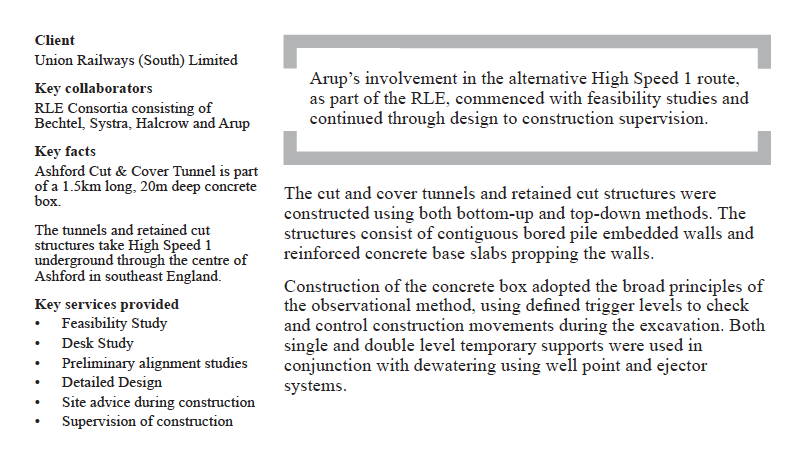 Client
Union Railways (South) Limited
Key collaborators
RLE Consortia consisting of
Bechtel, Systra, Halcrow and Arup
Key facts
Ashford Cut & Cover Tunnel is part
of a 1.5km long, 20m deep concrete
box.
The tunnels and retained cut
structures take High Speed 1
underground through the centre of
Ashford in southeast England.
Key services provided
• Feasibility Study
• Desk Study
• Preliminary alignment studies
• Detailed Design
• Site advice during construction
• Supervision of construction
Arup’s involvement in the alternative High Speed 1 route,
as part of the RLE, commenced with feasibility studies and
continued through design to construction supervision.
The cut and cover tunnels and retained cut structures were
constructed using both bottom-up and top-down methods. The
structures consist of contiguous bored pile embedded walls and
reinforced concrete base slabs propping the walls.
Construction of the concrete box adopted the broad principles of
the observational method, using defined trigger levels to check
and control construction movements during the excavation. Both
single and double level temporary supports were used in
conjunction with dewatering using well point and ejector
systems.